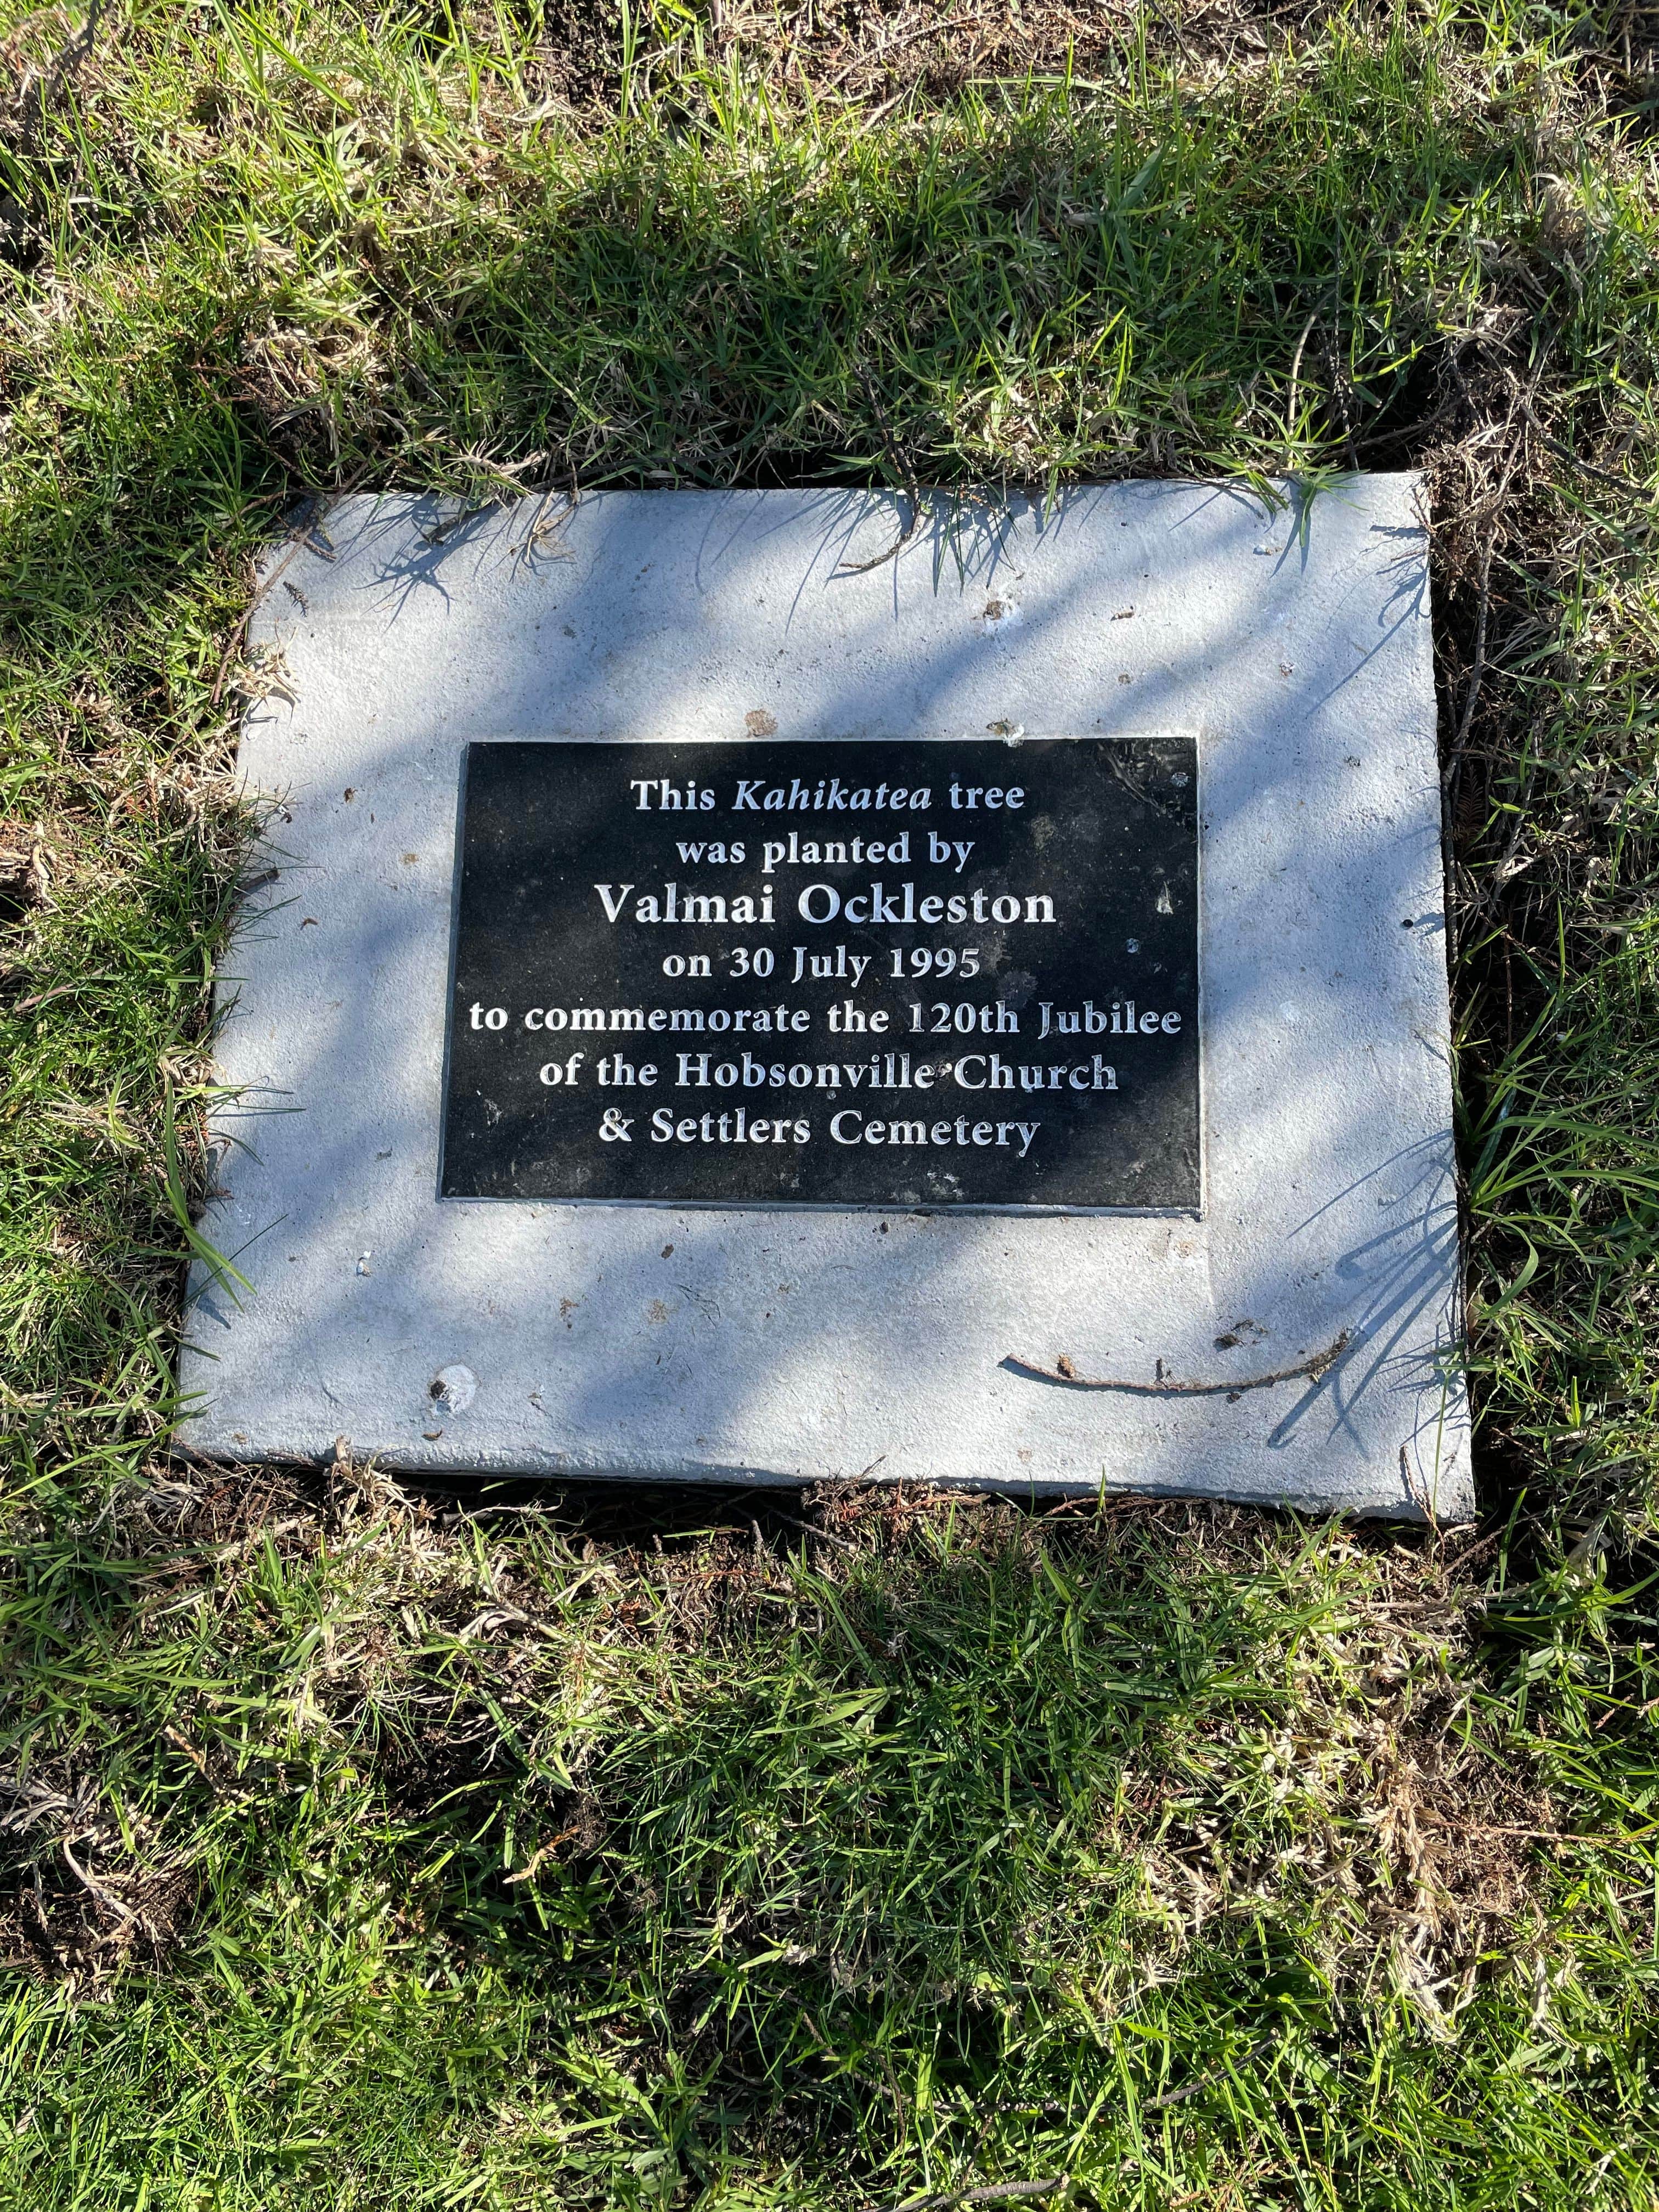 This Kahikatea tree
was planted by
Valmai Ockleston
on 30 July 1995
to commemorate the 120th Jubilee
of the Hobsonville Church
& Settlers Cemetery